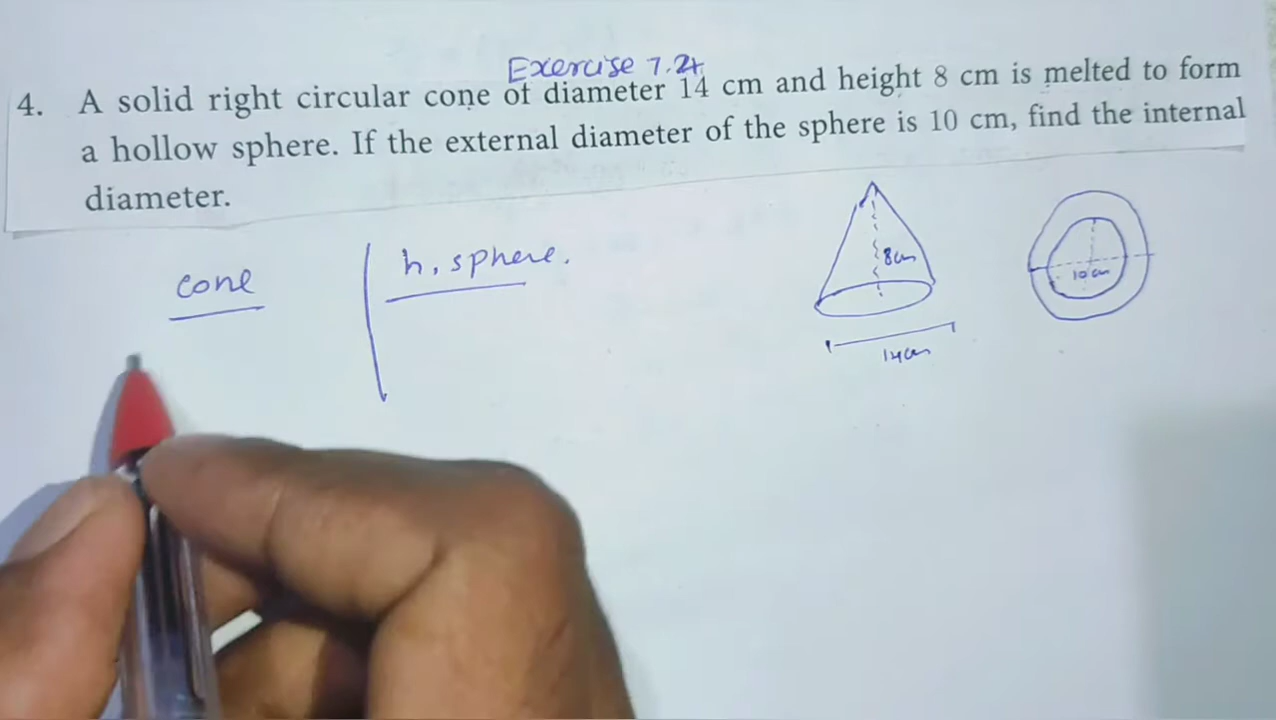 Exercise 7.24
4. A solid right circular cone of diameter 14 cm and height 8 cm is melted to form
a hollow sphere. If the external diameter of the sphere is 10 cm, find the internal
diameter.
cone
h, sphere.
8cm
14cm
10cm